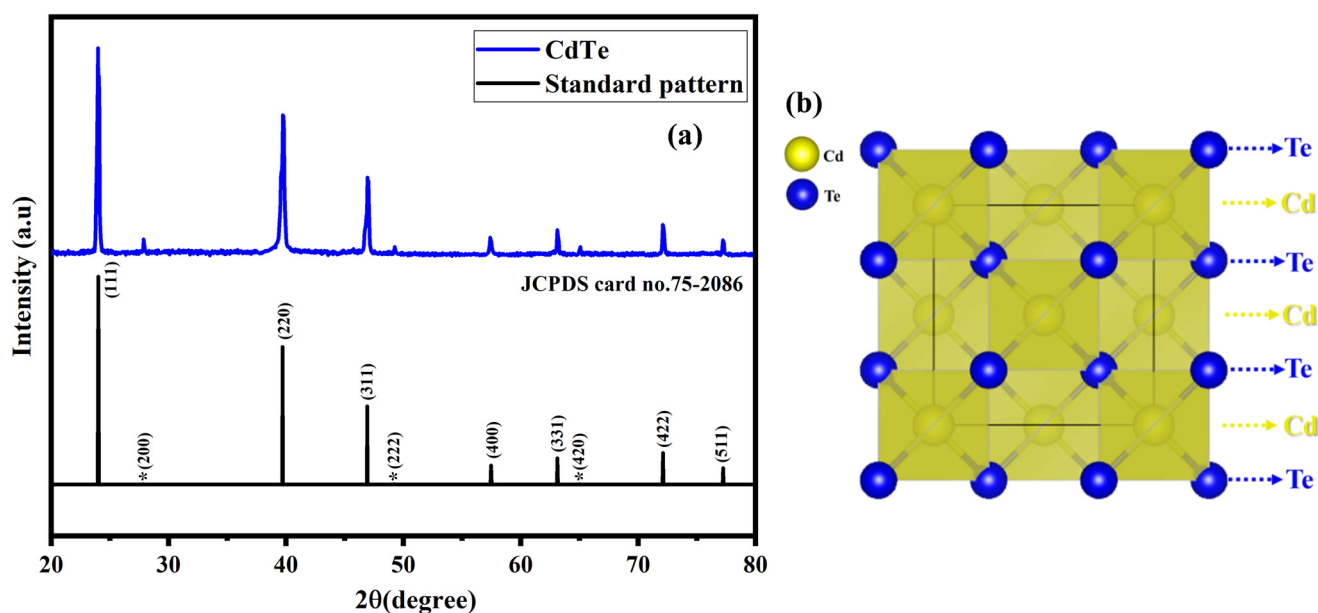 CdTe
Standard pattern
(a)
JCPDS card no.75-2086
(111)
*(200)
(220)
(311)
*(222)
(400)
(331)
*(420)
(422)
(511)
Intensity (a.u)
20 30 40 50 60 70 80
2θ(degree)
(b)
Cd
Te
Te
Cd
Te
Cd
Te
Cd
Te